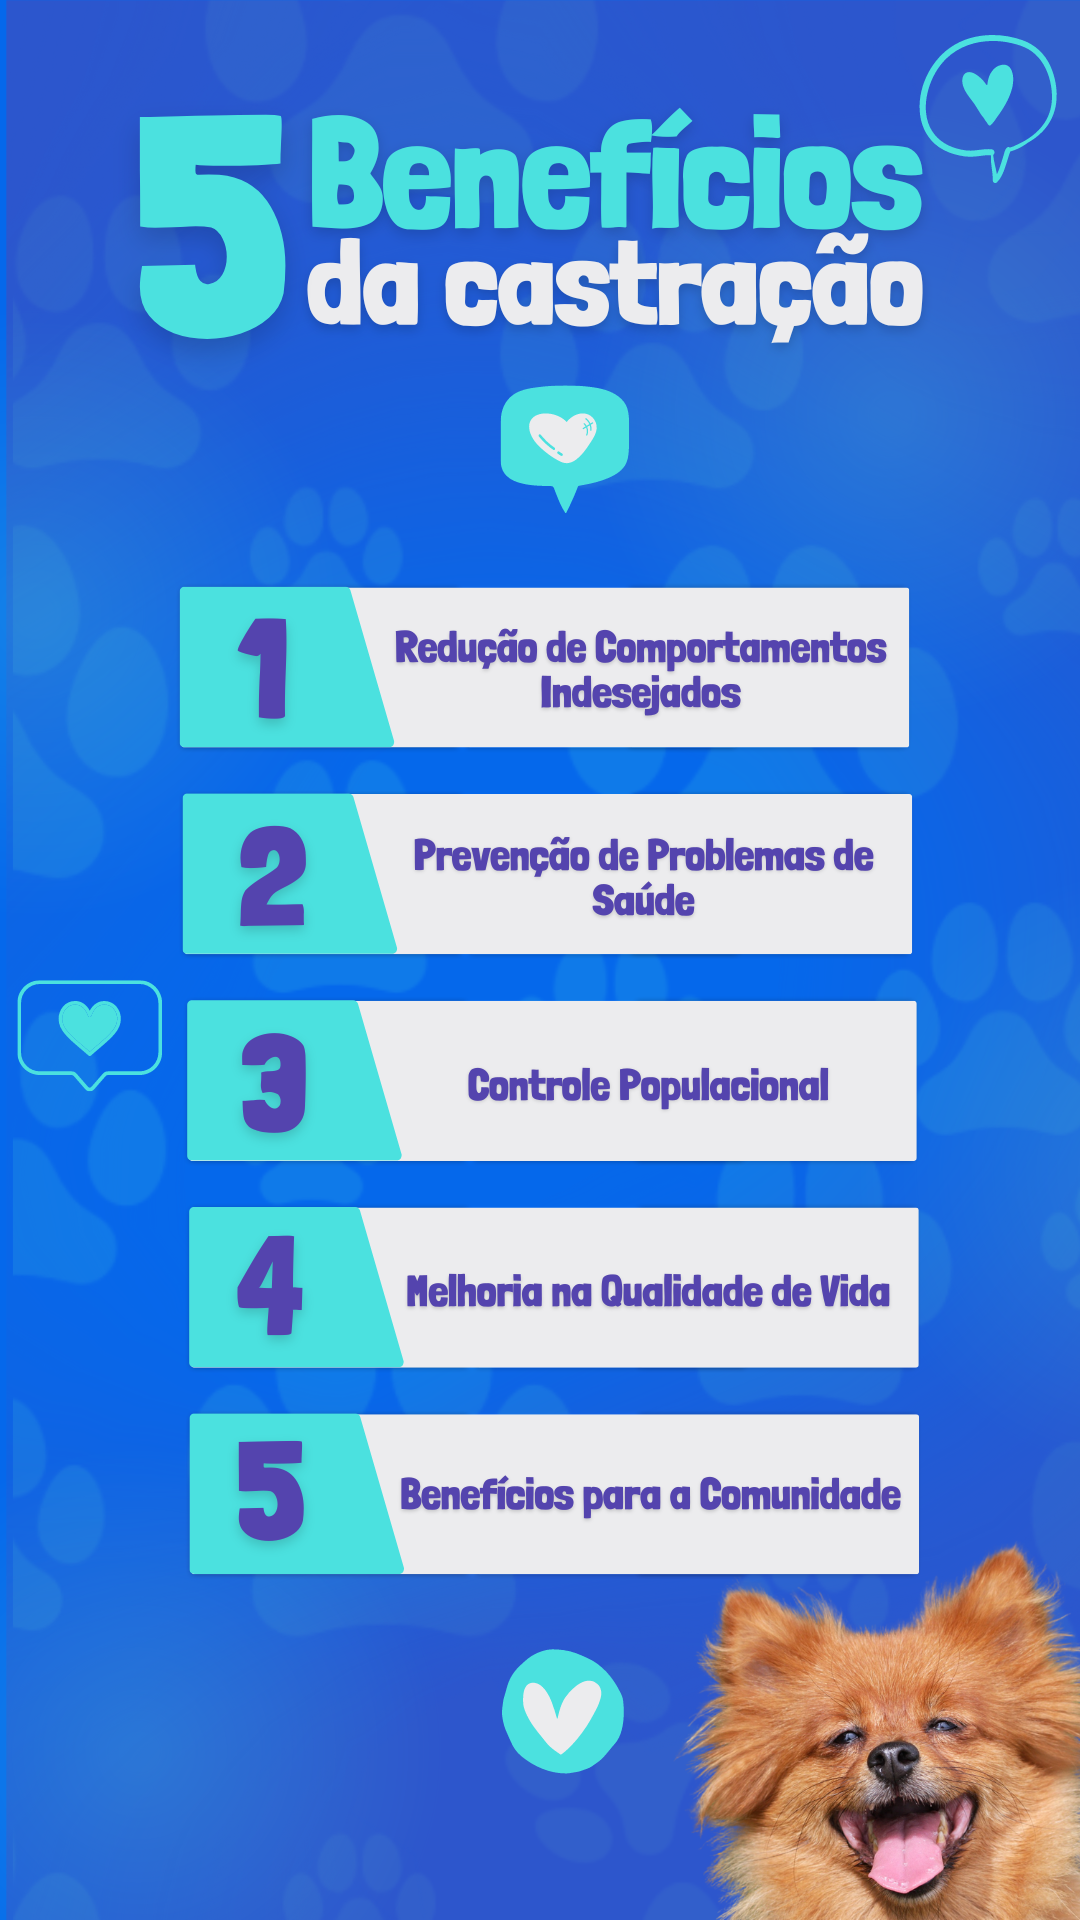 5 Benefícios
da castração
1
Redução de Comportamentos
Indesejados
2
Prevenção de Problemas de
Saúde
3
Controle Populacional
4
Melhoria na Qualidade de Vida
5
Benefícios para a Comunidade